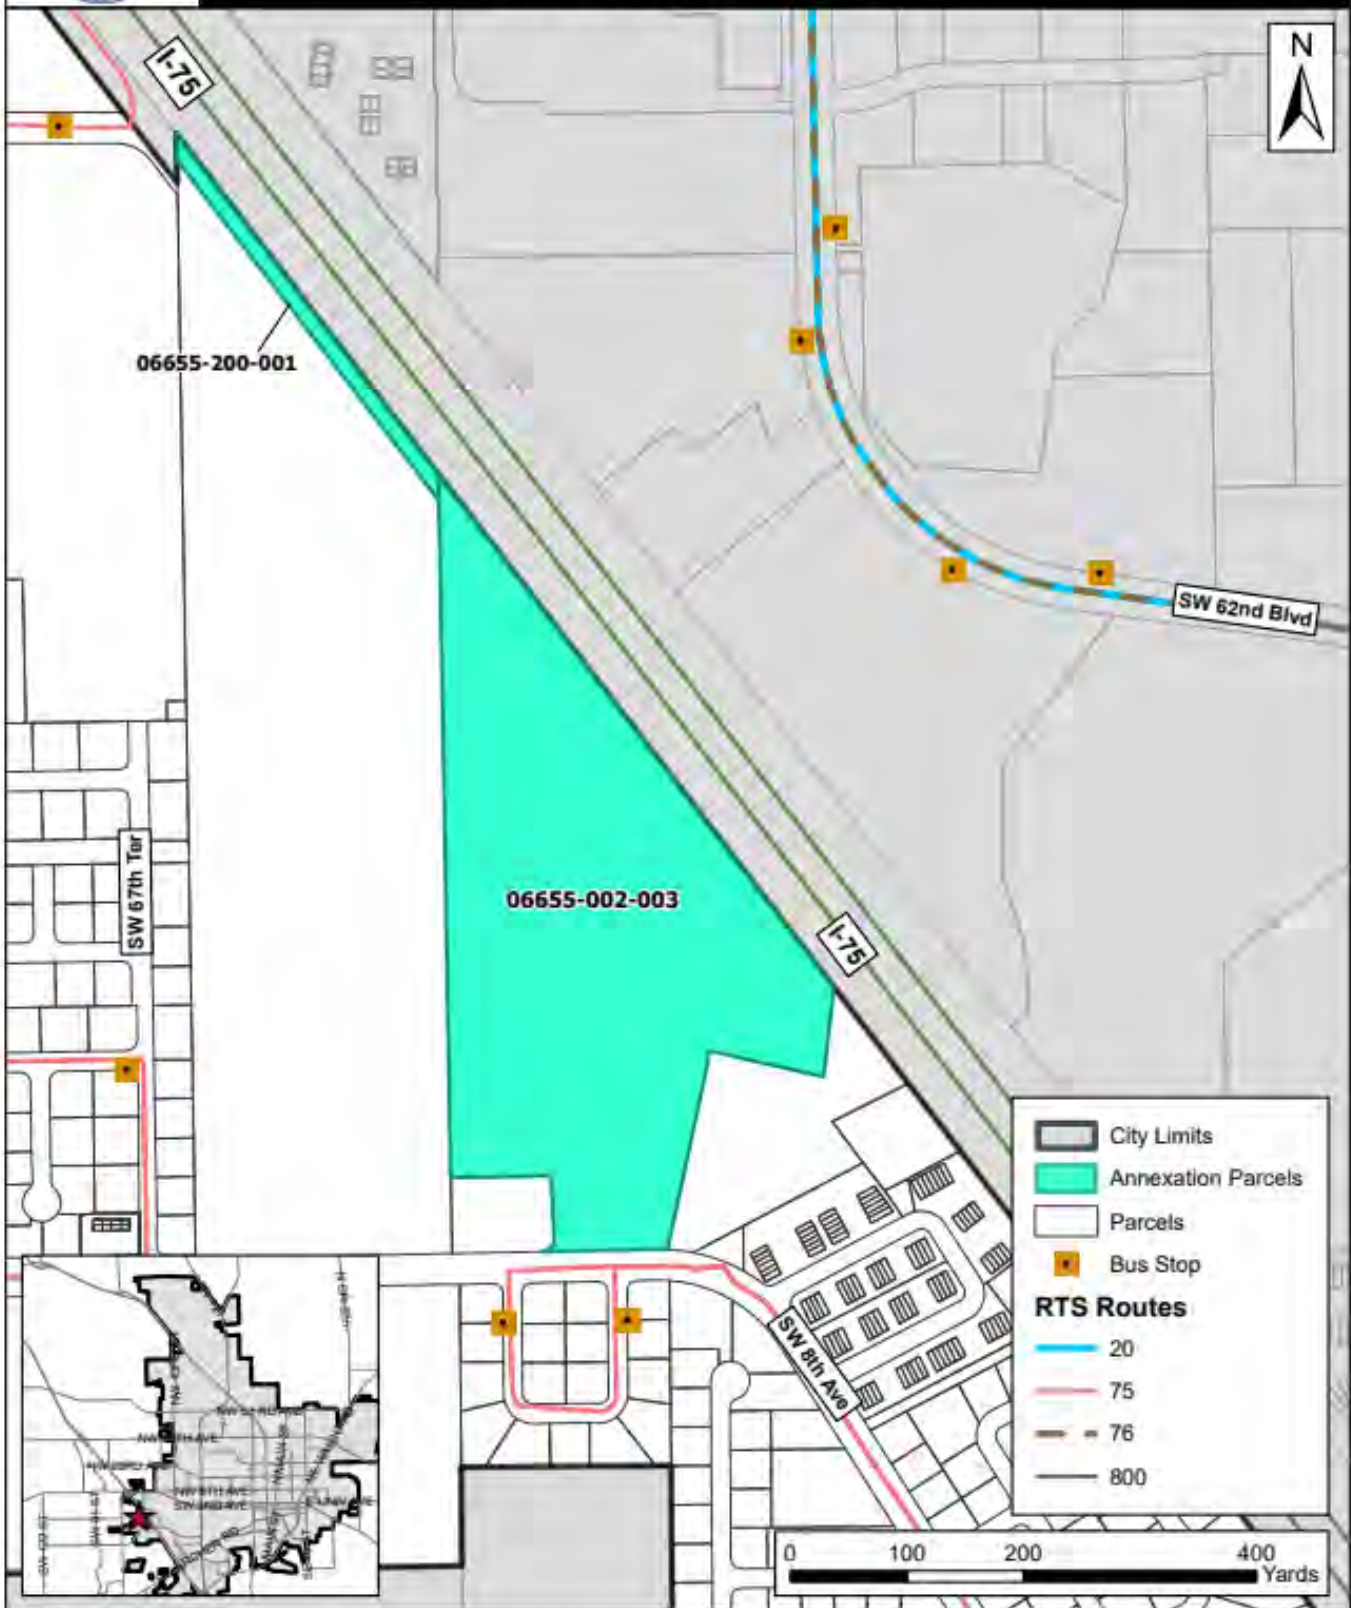 I-75
N
06655-200-001
SW 62nd Blvd
SW 67th Ter
06655-002-003
I-75
City Limits
Annexation Parcels
Parcels
Bus Stop
RTS Routes
20
75
76
800
SW 8th Ave
0 100 200 400
Yards